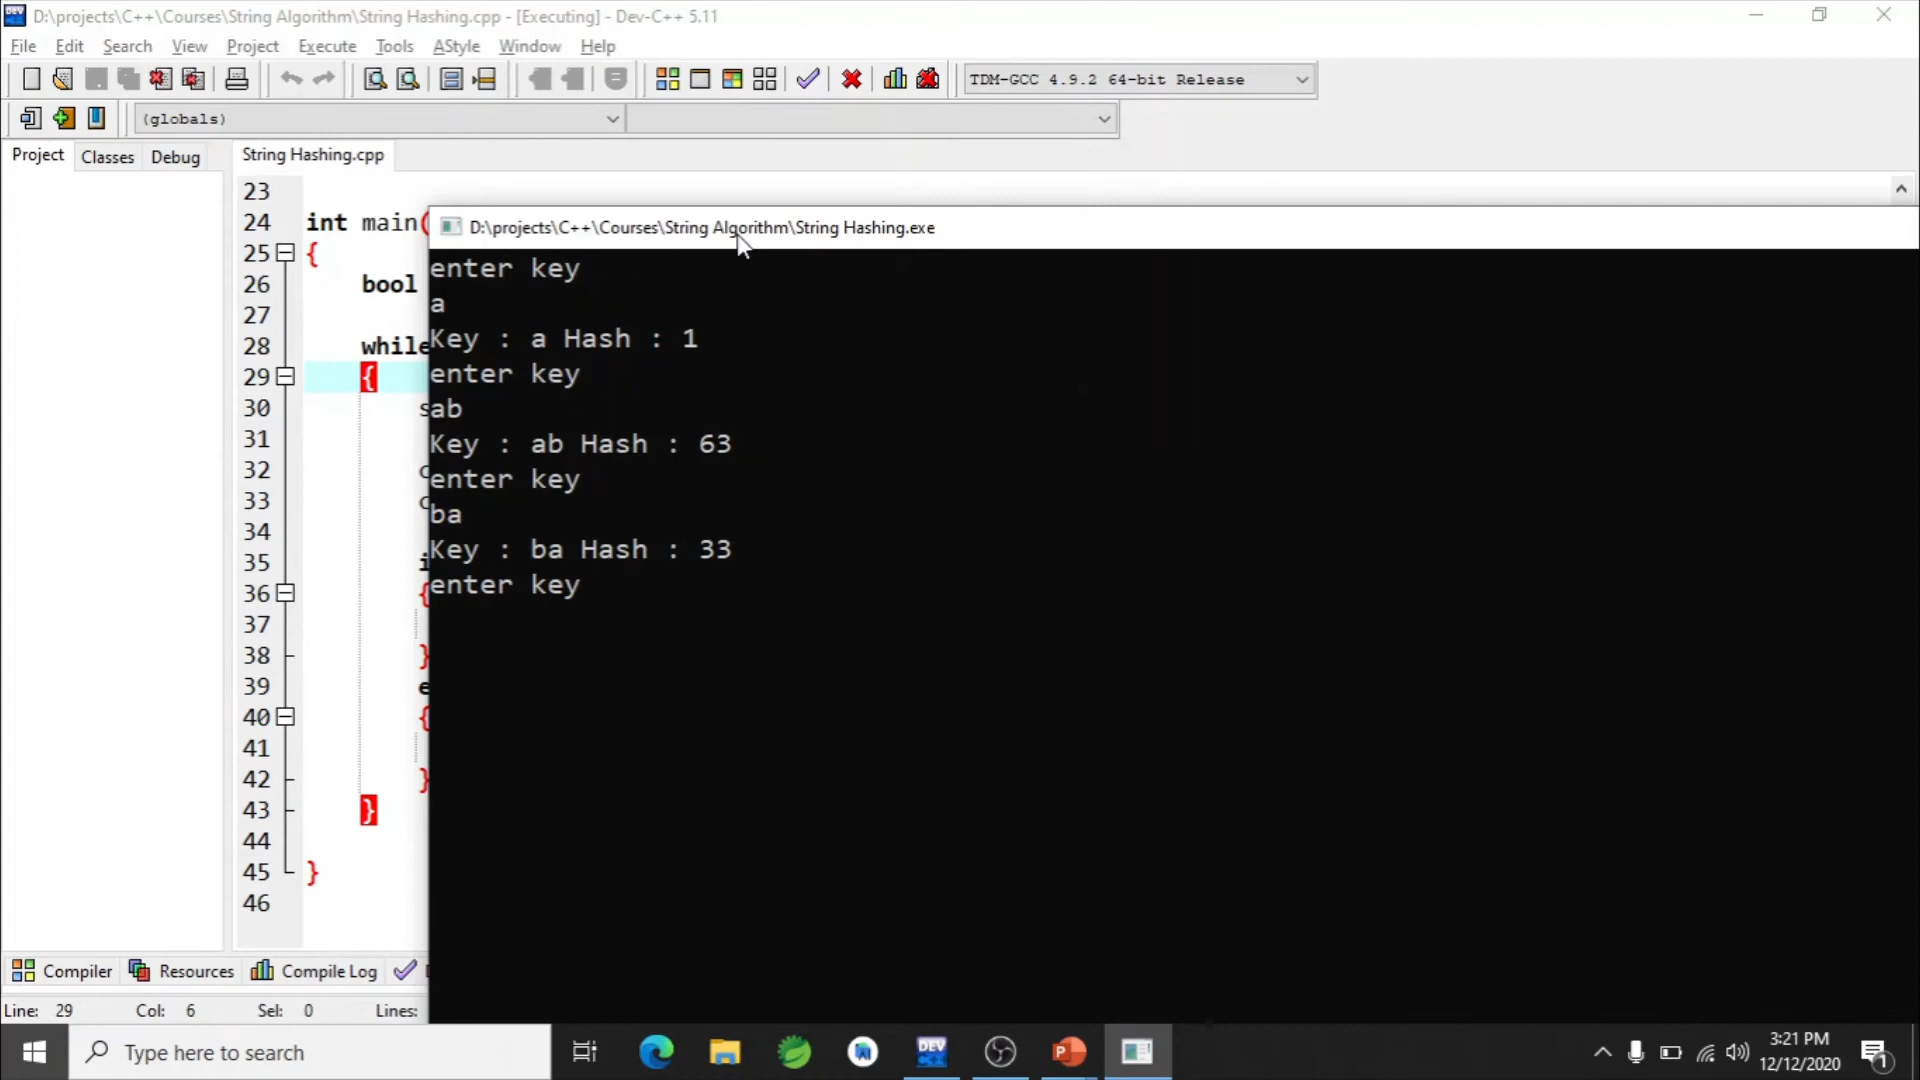 D:\projects\C++\Courses\String Algorithm\String Hashing.cpp - [Executing] - Dev-C++ 5.11
File Edit Search View Project Execute Tools AStyle Window Help
TDM-GCC 4.9.2 64-bit Release
(globals)
Project Classes Debug
String Hashing.cpp
23
24 int main(
25 {
26 bool
27
28 while
29 {
30 s
31
32 c
33 c
34
35 i
36 {
37
38 }
39 e
40 {
41
42 }
43 }
44
45 }
46
D:\projects\C++\Courses\String Algorithm\String Hashing.exe
enter key
a
Key : a Hash : 1
enter key
ab
Key : ab Hash : 63
enter key
ba
Key : ba Hash : 33
enter key
Compiler Resources Compile Log
Line: 29 Col: 6 Sel: 0 Lines:
Type here to search
DEV
P
3:21 PM
12/12/2020
1